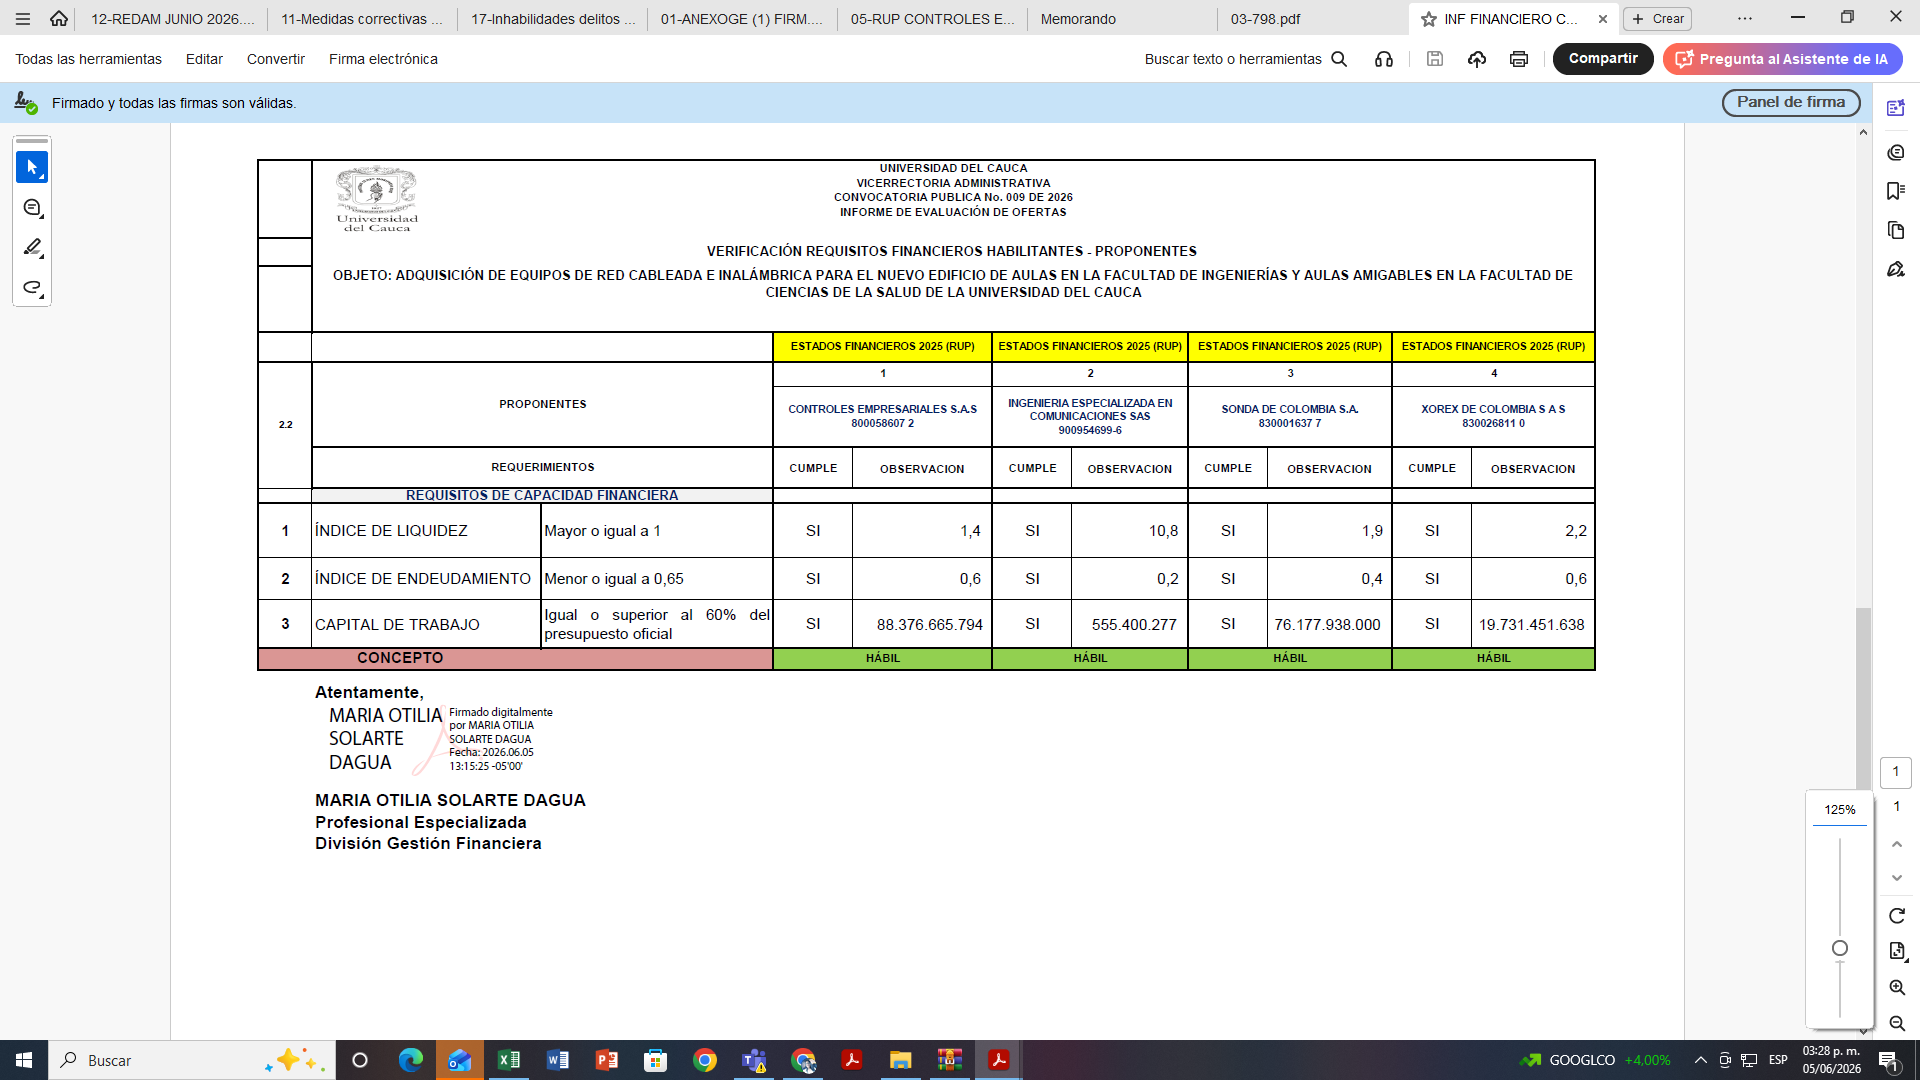 12-REDAM JUNIO 2026....
11-Medidas correctivas ...
17-Inhabilidades delitos ...
01-ANEXOGE (1) FIRM....
05-RUP CONTROLES E...
Memorando
03-798.pdf
INF FINANCIERO C...
Crear
Todas las herramientas
Editar
Convertir
Firma electrónica
Buscar texto o herramientas
Compartir
Pregunta al Asistente de IA
Firmado y todas las firmas son válidas.
Panel de firma
Universidad
del Cauca
UNIVERSIDAD DEL CAUCA
VICERRECTORIA ADMINISTRATIVA
CONVOCATORIA PUBLICA No. 009 DE 2026
INFORME DE EVALUACIÓN DE OFERTAS
VERIFICACIÓN REQUISITOS FINANCIEROS HABILITANTES - PROPONENTES
OBJETO: ADQUISICIÓN DE EQUIPOS DE RED CABLEADA E INALÁMBRICA PARA EL NUEVO EDIFICIO DE AULAS EN LA FACULTAD DE INGENIERÍAS Y AULAS AMIGABLES EN LA FACULTAD DE
CIENCIAS DE LA SALUD DE LA UNIVERSIDAD DEL CAUCA
ESTADOS FINANCIEROS 2025 (RUP) ESTADOS FINANCIEROS 2025 (RUP) ESTADOS FINANCIEROS 2025 (RUP) ESTADOS FINANCIEROS 2025 (RUP)
2.2
PROPONENTES
1
CONTROLES EMPRESARIALES S.A.S
800058607 2
2
INGENIERIA ESPECIALIZADA EN
COMUNICACIONES SAS
900954699-6
3
SONDA DE COLOMBIA S.A.
830001637 7
4
XOREX DE COLOMBIA S A S
830026811 0
REQUERIMIENTOS CUMPLE OBSERVACION CUMPLE OBSERVACION CUMPLE OBSERVACION CUMPLE OBSERVACION
REQUISITOS DE CAPACIDAD FINANCIERA
1 ÍNDICE DE LIQUIDEZ Mayor o igual a 1 SI 1,4 SI 10,8 SI 1,9 SI 2,2
2 ÍNDICE DE ENDEUDAMIENTO Menor o igual a 0,65 SI 0,6 SI 0,2 SI 0,4 SI 0,6
3 CAPITAL DE TRABAJO Igual o superior al 60% del
presupuesto oficial SI 88.376.665.794 SI 555.400.277 SI 76.177.938.000 SI 19.731.451.638
CONCEPTO HÁBIL HÁBIL HÁBIL HÁBIL
Atentamente,
MARIA OTILIA
SOLARTE
DAGUA
Firmado digitalmente
por MARIA OTILIA
SOLARTE DAGUA
Fecha: 2026.06.05
13:15:25 -05'00'
MARIA OTILIA SOLARTE DAGUA
Profesional Especializada
División Gestión Financiera
1
1
125%
Buscar
GOOGLCO +4,00%
ESP
03:28 p. m.
05/06/2026
1